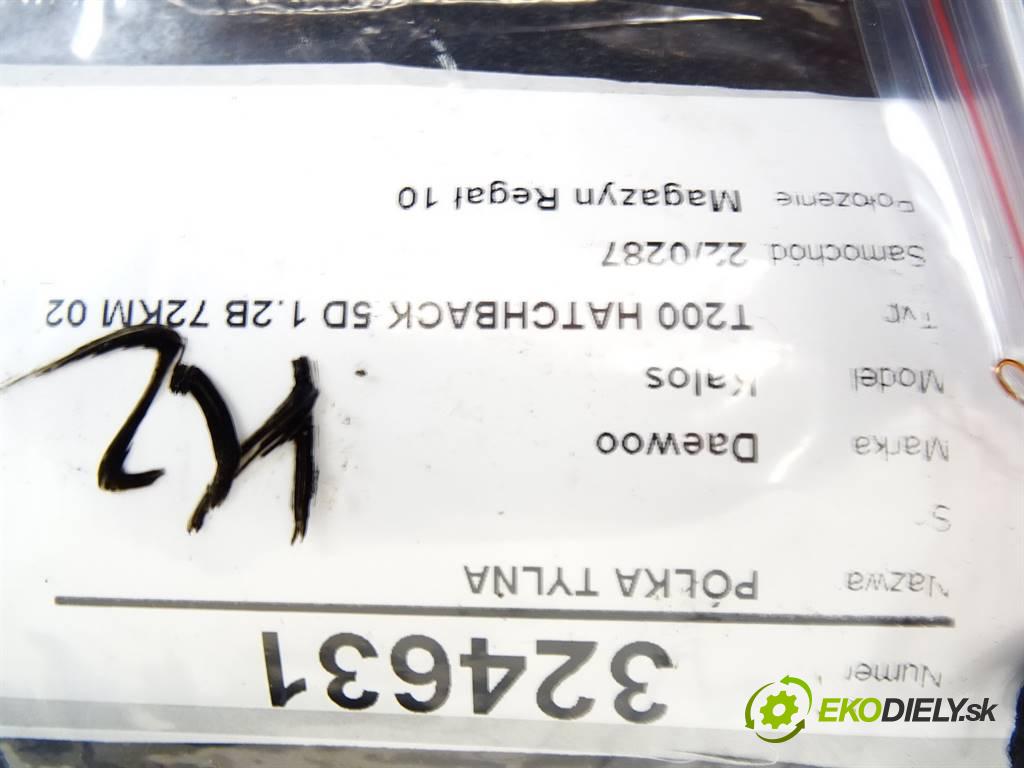 Numer 324631
Nazwa PÓŁKA TYLNA
S
Marka Daewoo
Model Kalos
Typ T200 HATCHBACK 5D 1.2B 72KM 02
Samochód 22/0287
Położenie Magazyn Regał 10
K2
EKODIELY.sk